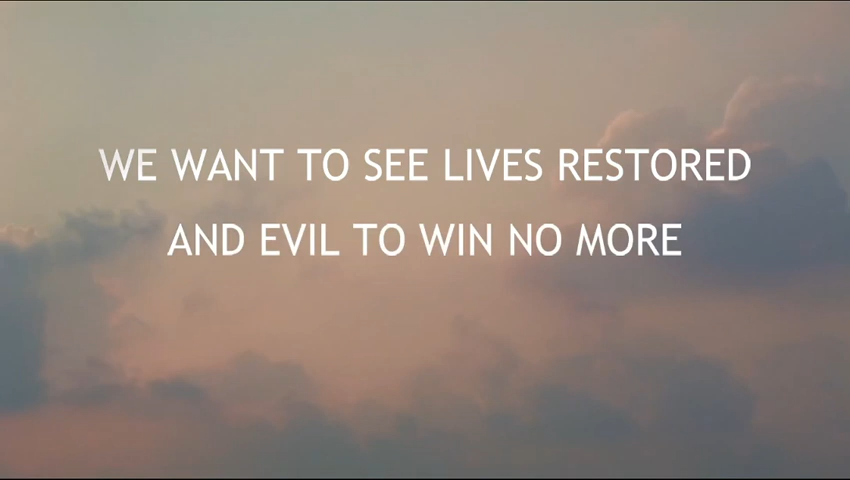 WE WANT TO SEE LIVES RESTORED
AND EVIL TO WIN NO MORE